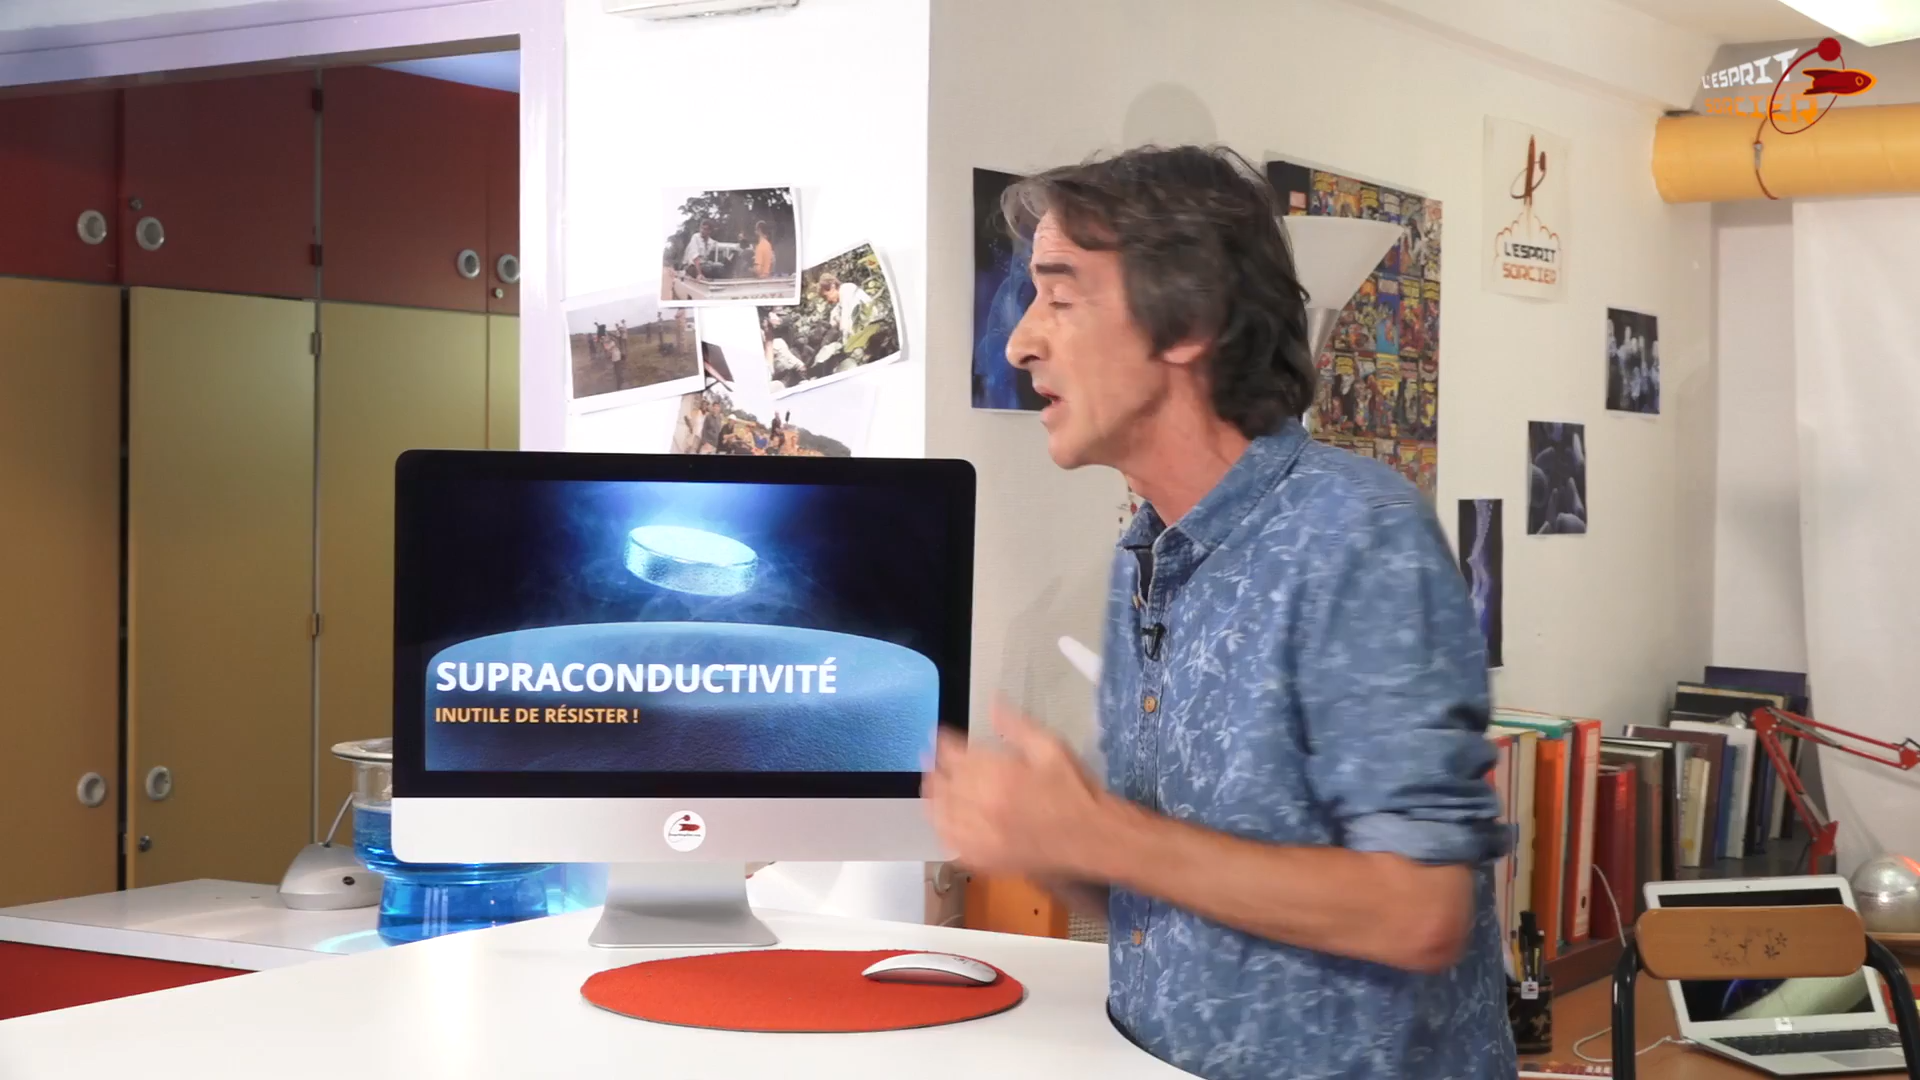 L'ESPRIT
SORCIER
L'ESPRIT
SORCIER
SUPRACONDUCTIVITÉ
INUTILE DE RÉSISTER !